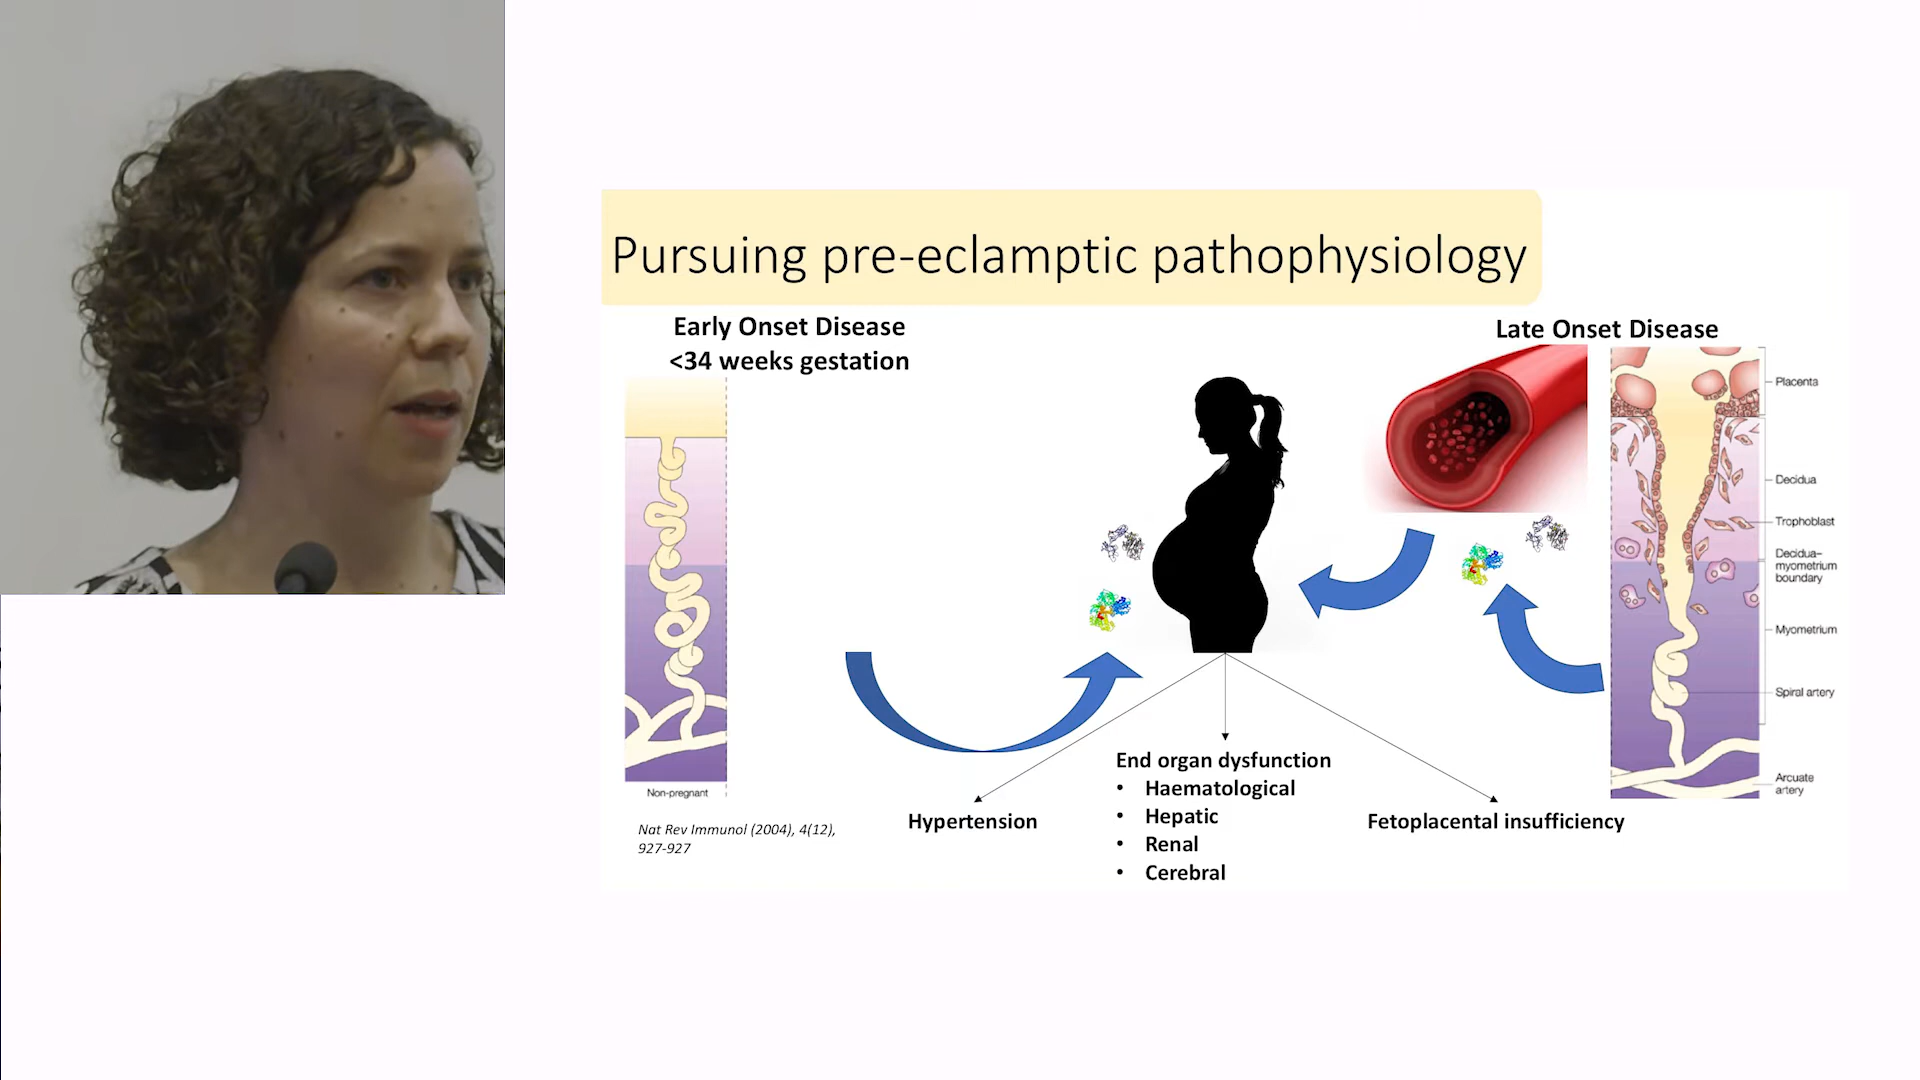 Pursuing pre-eclamptic pathophysiology
Early Onset Disease
<34 weeks gestation
Late Onset Disease
Placenta
Decidua
Trophoblast
Decidua–
myometrium
boundary
Myometrium
Spiral artery
Arcuate
artery
Non-pregnant
Nat Rev Immunol (2004), 4(12),
927-927
Hypertension
End organ dysfunction
• Haematological
• Hepatic
• Renal
• Cerebral
Fetoplacental insufficiency